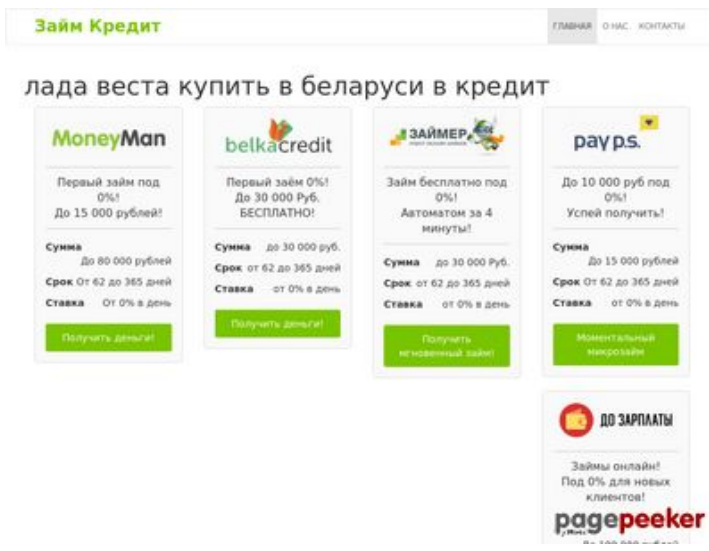 Займ Кредит
ГЛАВНАЯ О НАС КОНТАКТЫ
лада веста купить в беларуси в кредит
MoneyMan
Первый займ под
0%!
До 15 000 рублей!
Сумма
До 80 000 рублей
Срок От 62 до 365 дней
Ставка От 0% в день
Получить деньги!
belkacredit
Первый заём 0%!
До 30 000 Руб.
БЕСПЛАТНО!
Сумма до 30 000 руб.
Срок от 62 до 365 дней
Ставка от 0% в день
Получить деньги!
ЗАЙМЕР
Займ бесплатно под
0%!
Автоматом за 4
минуты!
Сумма до 30 000 Руб.
Срок от 62 до 365 дней
Ставка от 0% в день
Получить
мгновенный займ!
pay p.s.
До 10 000 руб под
0%!
Успей получить!
Сумма
До 15 000 рублей
Срок От 62 до 365 дней
Ставка от 0% в день
Моментальный
микрозайм
ДО ЗАРПЛАТЫ
Займы онлайн!
Под 0% для новых
клиентов!
pagepeeker